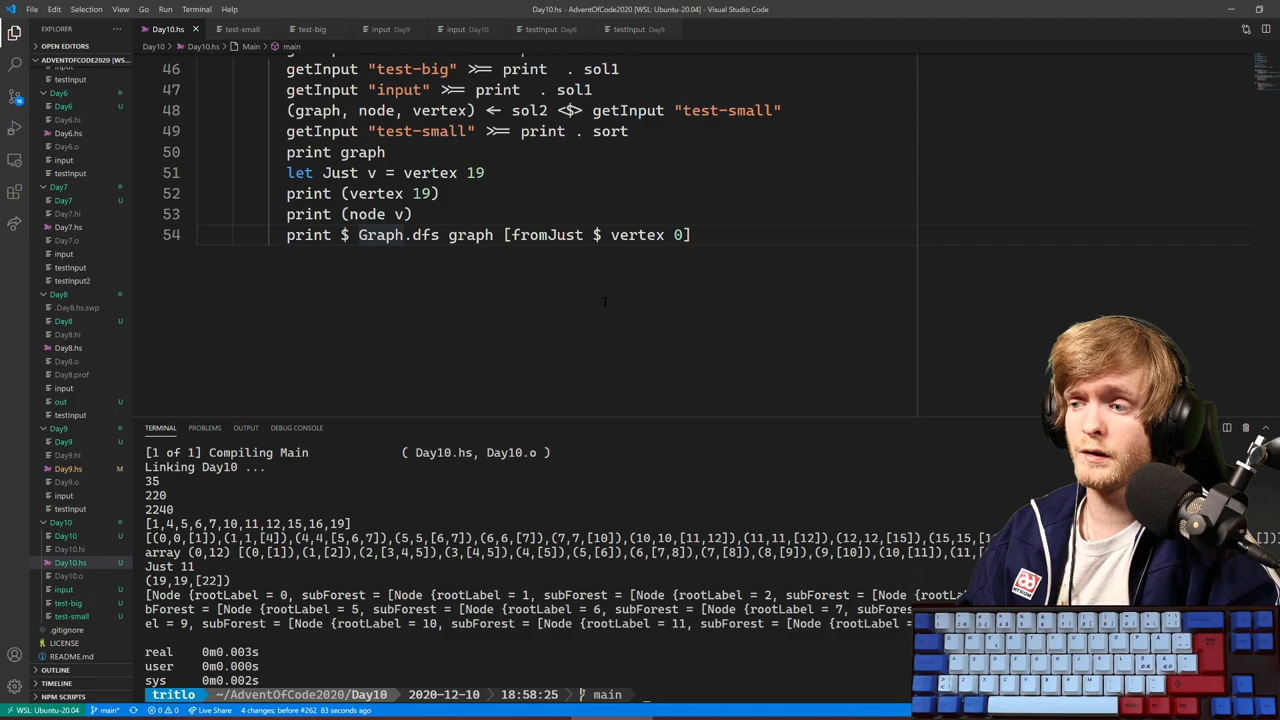 File Edit Selection View Go Run Terminal Help
Day10.hs - AdventOfCode2020 [WSL: Ubuntu-20.04] - Visual Studio Code
EXPLORER
OPEN EDITORS
ADVENTOFCODE2020 [WS...
input
testInput
Day6
Day6 U
Day6.hi
Day6.hs
Day6.o
input
testInput
Day7
Day7 U
Day7.hi
Day7.hs
Day7.o
input
testInput
testInput2
Day8
.Day8.hs.swp
Day8 U
Day8.hi
Day8.hs
Day8.o
Day8.prof
input
out U
testInput
Day9
Day9 U
Day9.hi
Day9.hs M
Day9.o
input
testInput
Day10
Day10 U
Day10.hi
Day10.hs U
Day10.o
input U
test-big U
test-small U
.gitignore
LICENSE
README.md
OUTLINE
TIMELINE
NPM SCRIPTS
Day10.hs test-small test-big input Day9 input Day10 testInput Day6 testInput Day9
Day10 > Day10.hs > Main > main
46 getInput "test-big" >>= print . sol1
47 getInput "input" >>= print . sol1
48 (graph, node, vertex) <- sol2 <$> getInput "test-small"
49 getInput "test-small" >>= print . sort
50 print graph
51 let Just v = vertex 19
52 print (vertex 19)
53 print (node v)
54 print $ Graph.dfs graph [fromJust $ vertex 0]
TERMINAL PROBLEMS OUTPUT DEBUG CONSOLE
[1 of 1] Compiling Main ( Day10.hs, Day10.o )
Linking Day10 ...
35
220
2240
[1,4,5,6,7,10,11,12,15,16,19]
[(0,0,[1]),(1,1,[4]),(4,4,[5,6,7]),(5,5,[6,7]),(6,6,[7]),(7,7,[10]),(10,10,[11,12]),(11,11,[12]),(12,12,[15]),(15,15,[1
array (0,12) [(0,[1]),(1,[2]),(2,[3,4,5]),(3,[4,5]),(4,[5]),(5,[6]),(6,[7,8]),(7,[8]),(8,[9]),(9,[10]),(10,[11]),(11,
Just 11
(19,19,[22])
[Node {rootLabel = 0, subForest = [Node {rootLabel = 1, subForest = [Node {rootLabel = 2, subForest = [Node {rootLabel
bForest = [Node {rootLabel = 5, subForest = [Node {rootLabel = 6, subForest = [Node {rootLabel = 7, subForest =
el = 9, subForest = [Node {rootLabel = 10, subForest = [Node {rootLabel = 11, subForest = [Node {rootLabel =
real 0m0.003s
user 0m0.000s
sys 0m0.002s
tritlo ~/AdventOfCode2020/Day10 2020-12-10 18:58:25 main
WSL: Ubuntu-20.04 main* 0 0 Live Share 4 changes; before #262 83 seconds ago